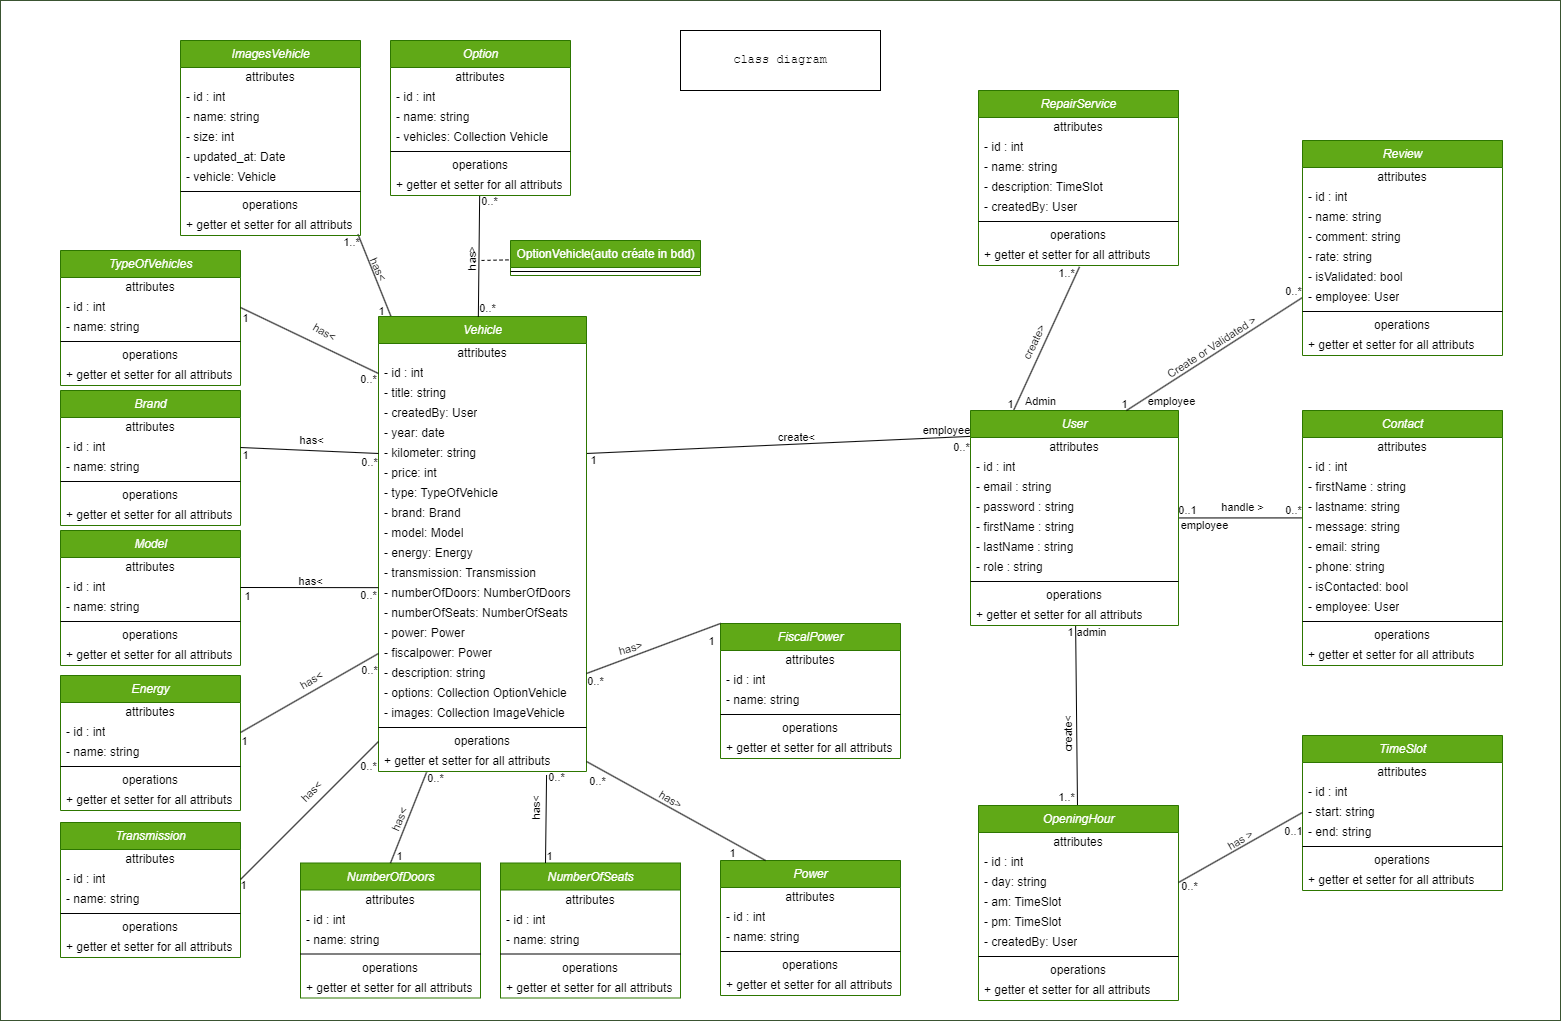 class diagram
ImagesVehicle
attributes
- id : int
- name: string
- size: int
- updated_at: Date
- vehicle: Vehicle
operations
+ getter et setter for all attributs
1..*
has<
1
Option
attributes
- id : int
- name: string
- vehicles: Collection Vehicle
operations
+ getter et setter for all attributs
0..*
has>
0..*
OptionVehicle(auto créate in bdd)
TypeOfVehicles
attributes
- id : int
- name: string
operations
+ getter et setter for all attributs
1
has<
0..*
Brand
attributes
- id : int
- name: string
operations
+ getter et setter for all attributs
1
has<
0..*
Model
attributes
- id : int
- name: string
operations
+ getter et setter for all attributs
1
has<
0..*
Energy
attributes
- id : int
- name: string
operations
+ getter et setter for all attributs
1
has<
0..*
Transmission
attributes
- id : int
- name: string
operations
+ getter et setter for all attributs
1
has<
0..*
Vehicle
attributes
- id : int
- title: string
- createdBy: User
- year: date
- kilometer: string
- price: int
- type: TypeOfVehicle
- brand: Brand
- model: Model
- energy: Energy
- transmission: Transmission
- numberOfDoors: NumberOfDoors
- numberOfSeats: NumberOfSeats
- power: Power
- fiscalpower: Power
- description: string
- options: Collection OptionVehicle
- images: Collection ImageVehicle
operations
+ getter et setter for all attributs
0..*
has<
1
NumberOfDoors
attributes
- id : int
- name: string
operations
+ getter et setter for all attributs
0..*
has<
1
NumberOfSeats
attributes
- id : int
- name: string
operations
+ getter et setter for all attributs
0..*
has>
1
Power
attributes
- id : int
- name: string
operations
+ getter et setter for all attributs
0..*
has>
1
FiscalPower
attributes
- id : int
- name: string
operations
+ getter et setter for all attributs
1
create<
employee
0..*
RepairService
attributes
- id : int
- name: string
- description: TimeSlot
- createdBy: User
operations
+ getter et setter for all attributs
1..*
create>
1
Admin
Review
attributes
- id : int
- name: string
- comment: string
- rate: string
- isValidated: bool
- employee: User
operations
+ getter et setter for all attributs
0..*
Create or Validated >
1
employee
User
attributes
- id : int
- email : string
- password : string
- firstName : string
- lastName : string
- role : string
operations
+ getter et setter for all attributs
0..1
handle >
0..*
employee
Contact
attributes
- id : int
- firstName : string
- lastname: string
- message: string
- email: string
- phone: string
- isContacted: bool
- employee: User
operations
+ getter et setter for all attributs
1
admin
create<
1..*
OpeningHour
attributes
- id : int
- day: string
- am: TimeSlot
- pm: TimeSlot
- createdBy: User
operations
+ getter et setter for all attributs
0..*
has >
0..1
TimeSlot
attributes
- id : int
- start: string
- end: string
operations
+ getter et setter for all attributs